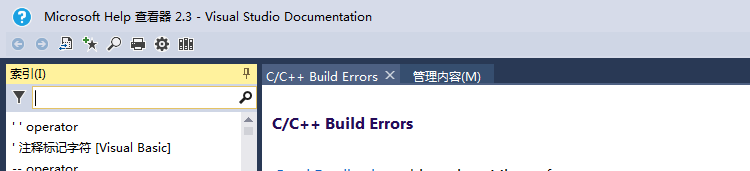 Microsoft Help 查看器 2.3 - Visual Studio Documentation
索引(I)
C/C++ Build Errors
管理内容(M)
' ' operator
' 注释标记字符 [Visual Basic]
-- operator
C/C++ Build Errors